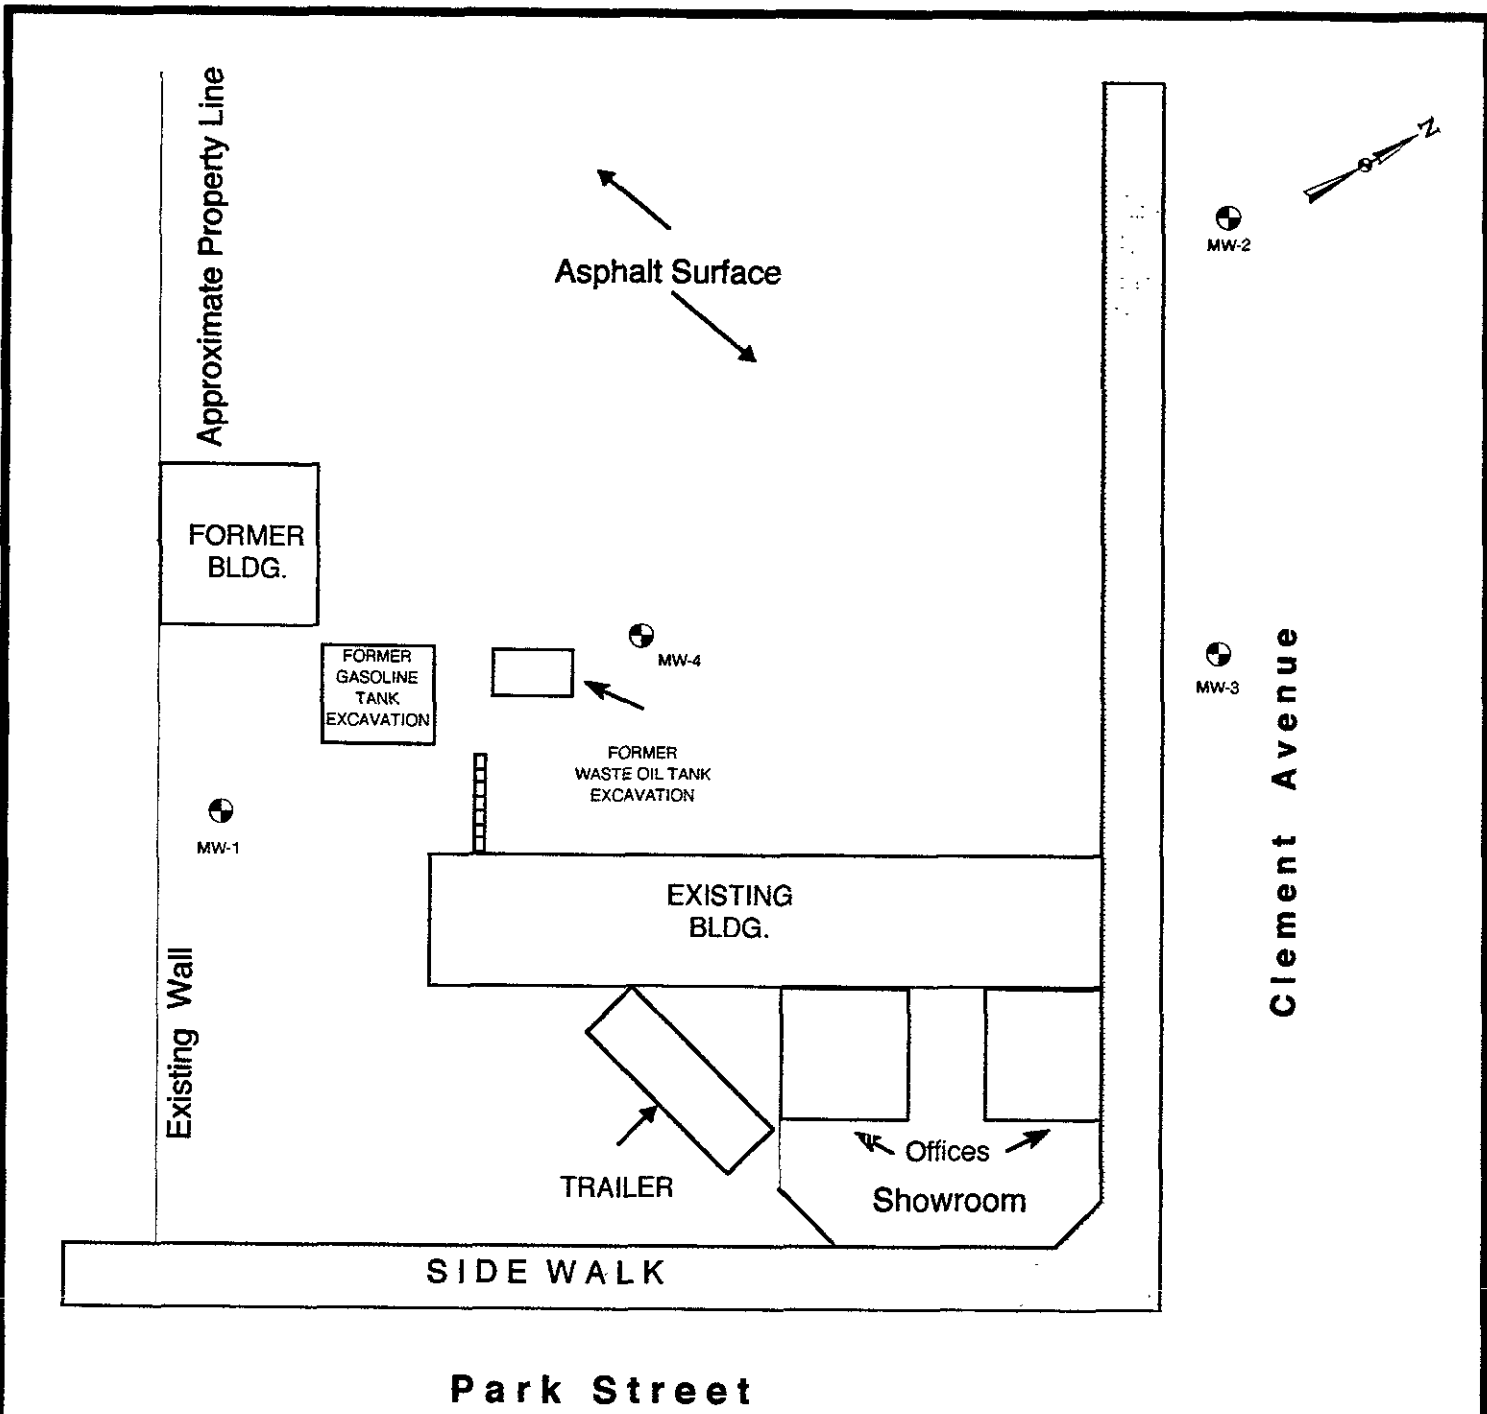 Approximate Property Line
N
MW-2
Asphalt Surface
FORMER
BLDG.
FORMER
GASOLINE
TANK
EXCAVATION
MW-4
MW-3
FORMER
WASTE OIL TANK
EXCAVATION
Clement Avenue
MW-1
EXISTING
BLDG.
Existing Wall
TRAILER
Offices
Showroom
SIDE WALK
Park Street